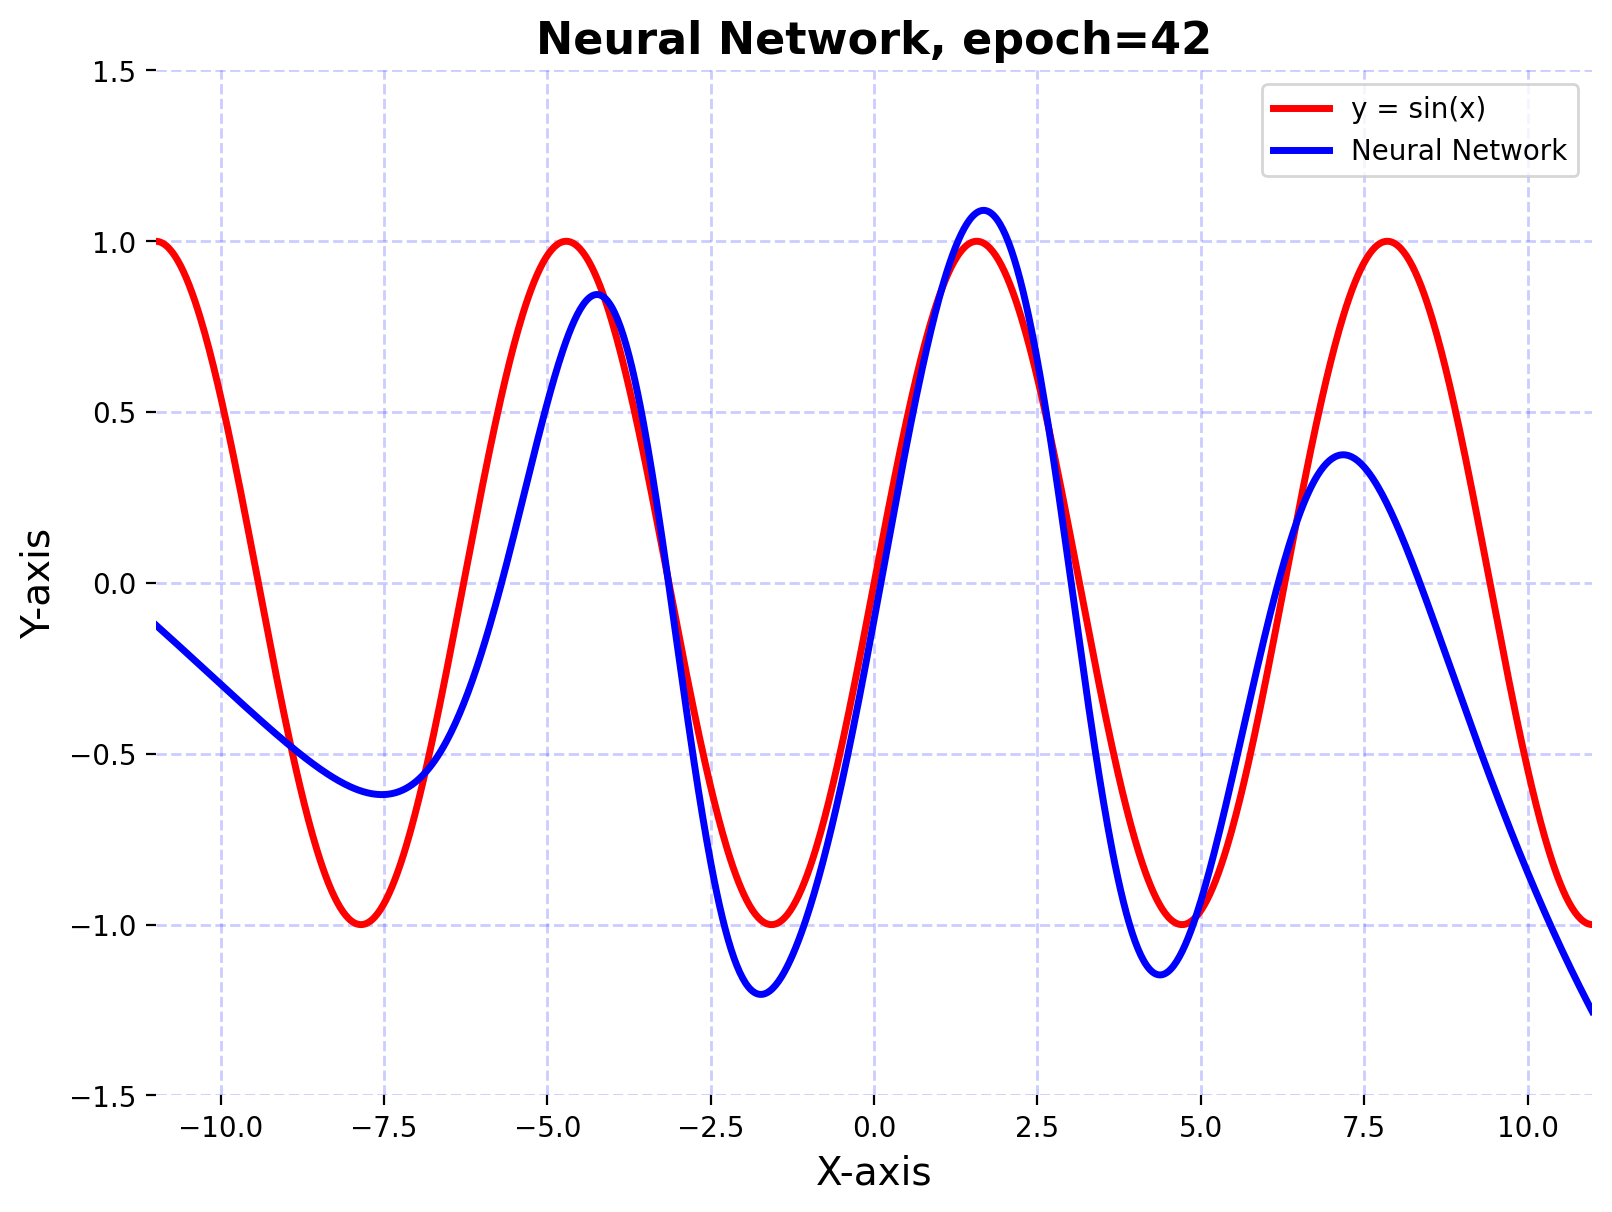 Neural Network, epoch=42
y = sin(x)
Neural Network
1.5
1.0
0.5
0.0
−0.5
−1.0
−1.5
Y-axis
−10.0 −7.5 −5.0 −2.5 0.0 2.5 5.0 7.5 10.0
X-axis